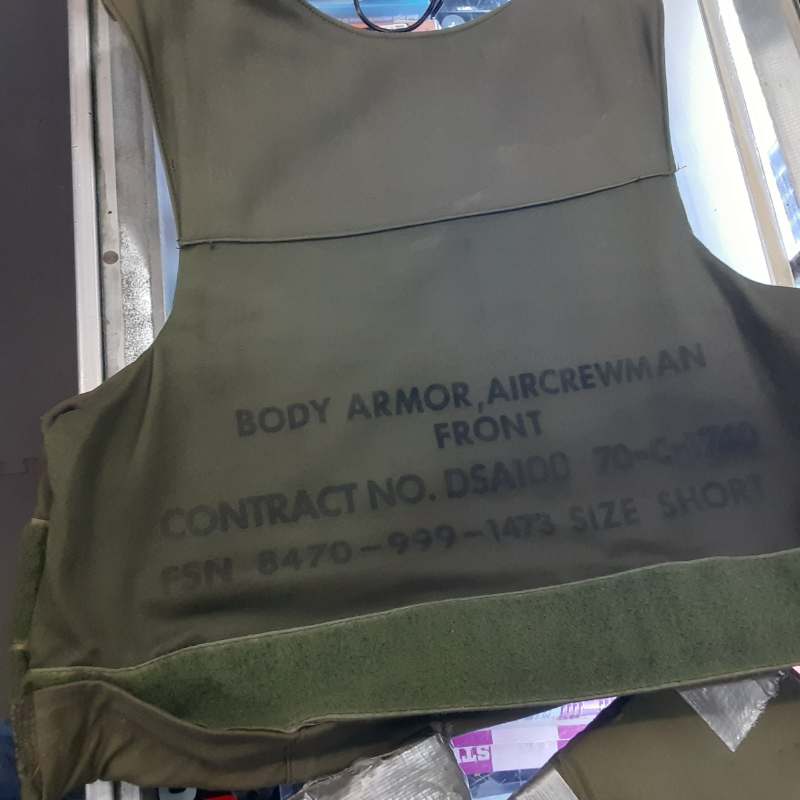 BODY ARMOR, AIRCREWMAN
FRONT
CONTRACT NO. DSA100 70-C-
FSN 8470-999-1473 SIZE SHORT